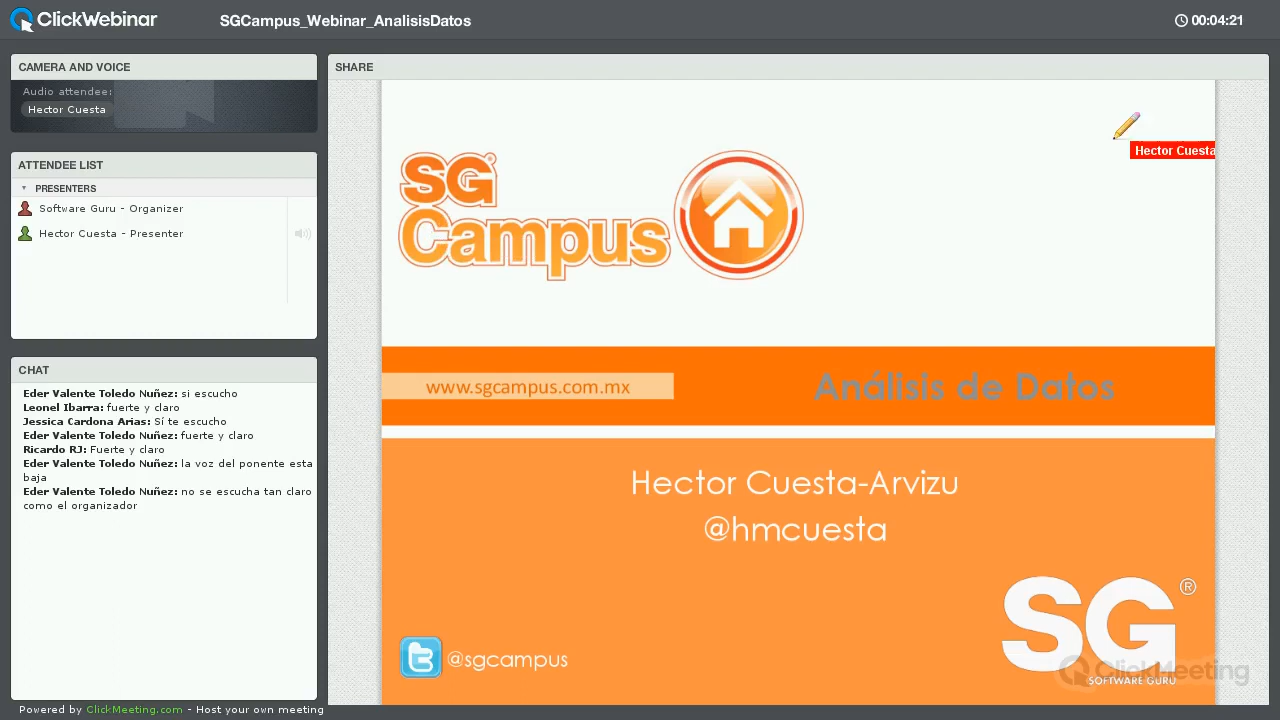 ClickWebinar
SGCampus_Webinar_AnalisisDatos
00:04:21
CAMERA AND VOICE
Audio attendee:
Hector Cuesta
ATTENDEE LIST
PRESENTERS
Software Guru - Organizer
Hector Cuesta - Presenter
CHAT
Eder Valente Toledo Nuñez: si escucho
Leonel Ibarra: fuerte y claro
Jessica Cardona Arias: Sí te escucho
Eder Valente Toledo Nuñez: fuerte y claro
Ricardo RJ: Fuerte y claro
Eder Valente Toledo Nuñez: la voz del ponente esta
baja
Eder Valente Toledo Nuñez: no se escucha tan claro
como el organizador
Powered by ClickMeeting.com - Host your own meeting
SHARE
Hector Cuesta
SG
Campus
www.sgcampus.com.mx
Análisis de Datos
Hector Cuesta-Arvizu
@hmcuesta
@sgcampus
SG®
SOFTWARE GURU
ClickMeeting